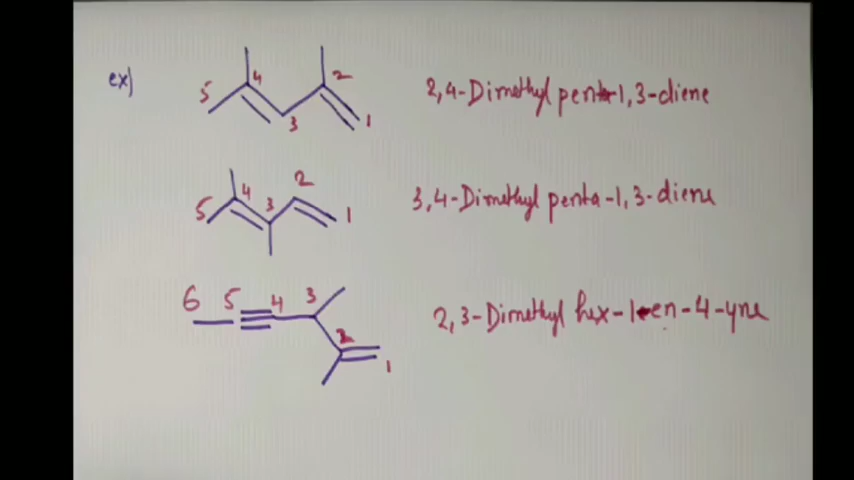 ex)
5 4 3 2 1 2,4-Dimethyl penta-1,3-diene
5 4 3 2 1 3,4-Dimethyl penta-1,3-diene
6 5 4 3 2 1 2,3-Dimethyl hex-1-en-4-yne